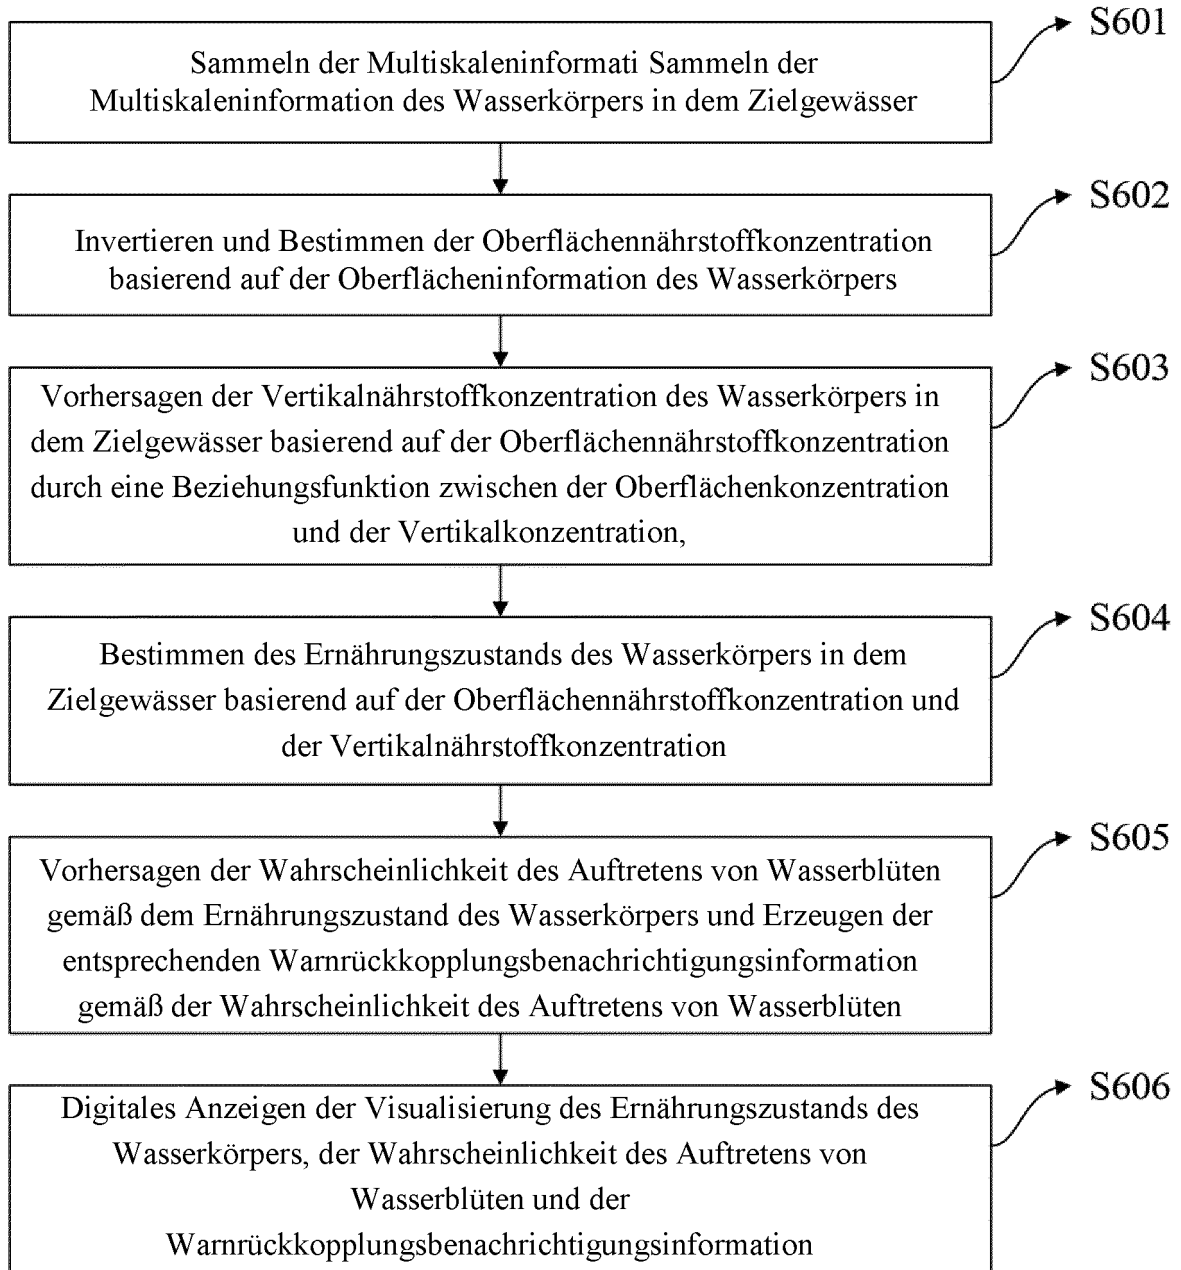 S601
Sammeln der Multiskaleninformati Sammeln der
Multiskaleninformation des Wasserkörpers in dem Zielgewässer
S602
Invertieren und Bestimmen der Oberflächennährstoffkonzentration
basierend auf der Oberflächeninformation des Wasserkörpers
S603
Vorhersagen der Vertikalnährstoffkonzentration des Wasserkörpers in
dem Zielgewässer basierend auf der Oberflächennährstoffkonzentration
durch eine Beziehungsfunktion zwischen der Oberflächenkonzentration
und der Vertikalkonzentration,
S604
Bestimmen des Ernährungszustands des Wasserkörpers in dem
Zielgewässer basierend auf der Oberflächennährstoffkonzentration und
der Vertikalnährstoffkonzentration
S605
Vorhersagen der Wahrscheinlichkeit des Auftretens von Wasserblüten
gemäß dem Ernährungszustand des Wasserkörpers und Erzeugen der
entsprechenden Warnrückkopplungsbenachrichtigungsinformation
gemäß der Wahrscheinlichkeit des Auftretens von Wasserblüten
S606
Digitales Anzeigen der Visualisierung des Ernährungszustands des
Wasserkörpers, der Wahrscheinlichkeit des Auftretens von
Wasserblüten und der
Warnrückkopplungsbenachrichtigungsinformation